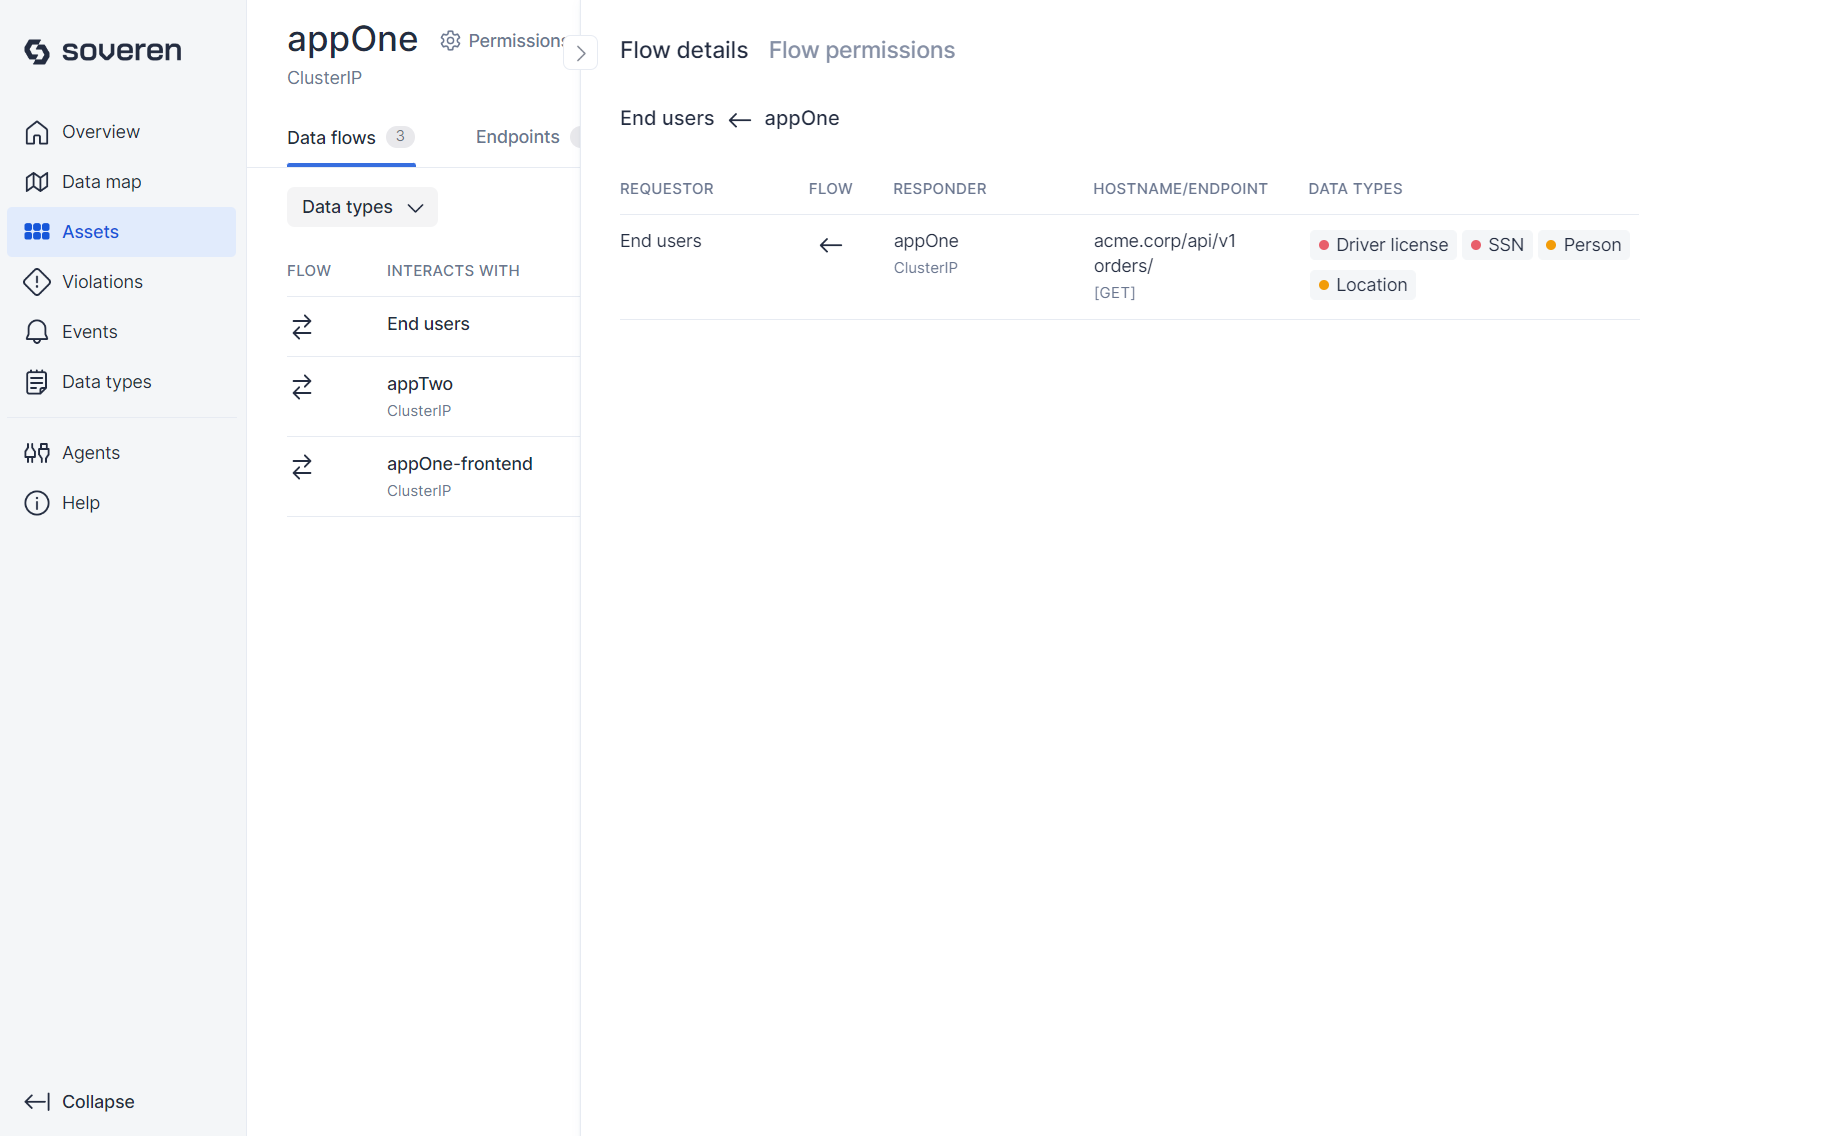 soveren
Overview
Data map
Assets
Violations
Events
Data types
Agents
Help
Collapse
appOne
Permissions
ClusterIP
Data flows 3
Endpoints
Data types
FLOW INTERACTS WITH
End users
appTwo
ClusterIP
appOne-frontend
ClusterIP
Flow details Flow permissions
End users ← appOne
REQUESTOR FLOW RESPONDER HOSTNAME/ENDPOINT DATA TYPES
End users ← appOne acme.corp/api/v1 Driver license SSN Person
ClusterIP orders/ Location
[GET]